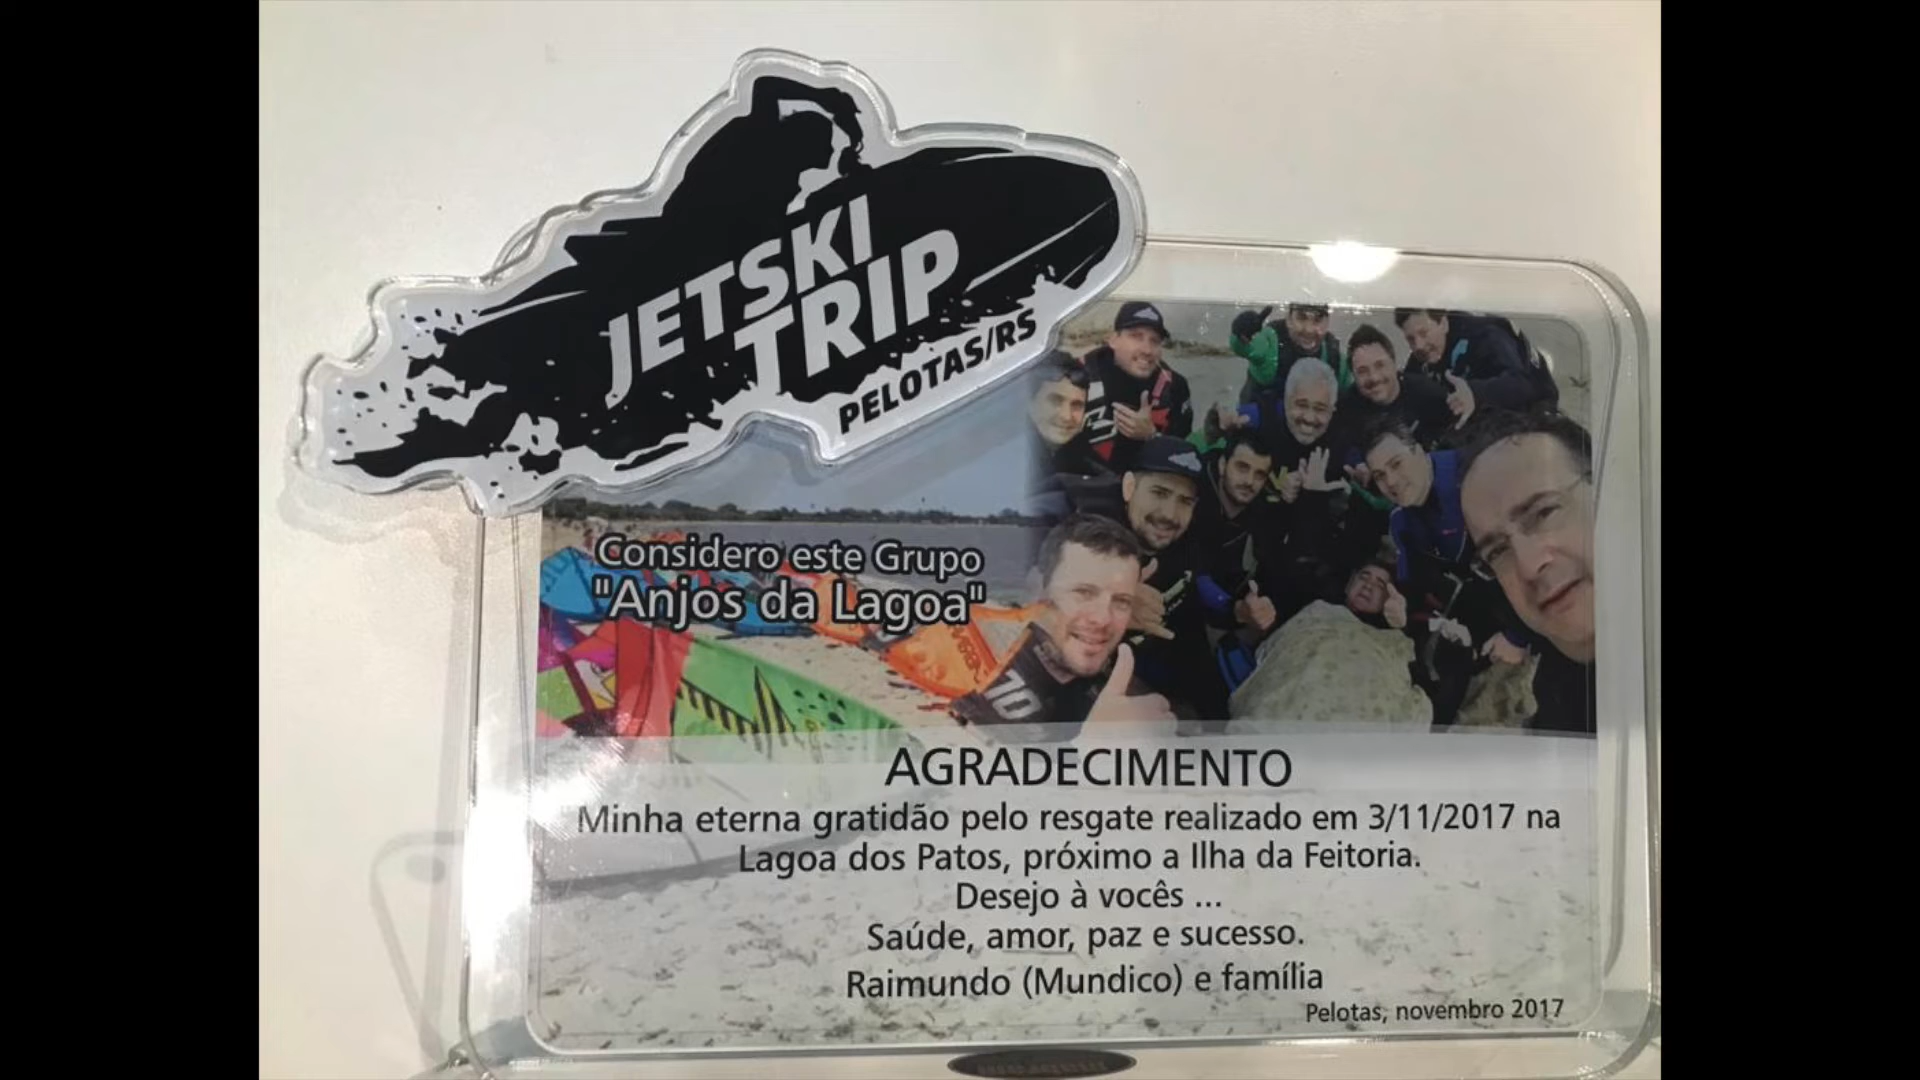 JETSKI
TRIP
PELOTAS/RS
Considero este Grupo
"Anjos da Lagoa"
10
AGRADECIMENTO
Minha eterna gratidão pelo resgate realizado em 3/11/2017 na
Lagoa dos Patos, próximo a Ilha da Feitoria.
Desejo à vocês ...
Saúde, amor, paz e sucesso.
Raimundo (Mundico) e família
Pelotas, novembro 2017